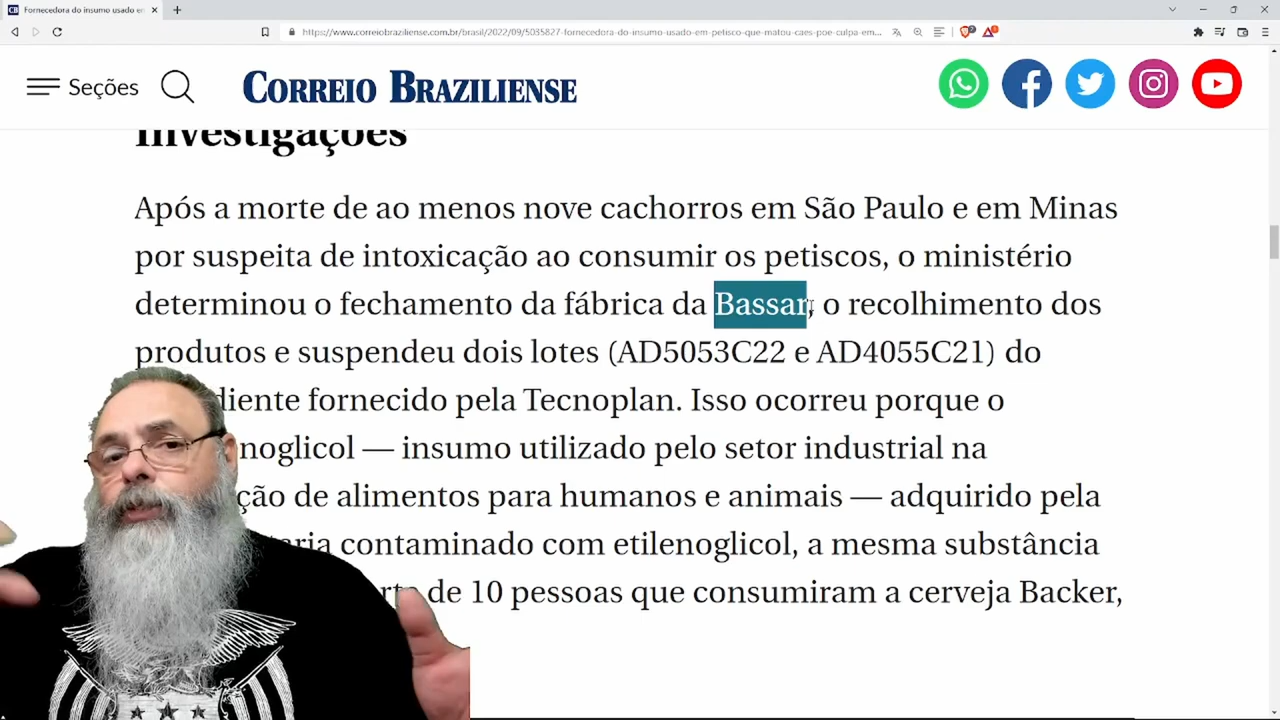 Fornecedora do insumo usado em
https://www.correiobraziliense.com.br/brasil/2022/09/5035827-fornecedora-do-insumo-usado-em-petisco-que-matou-caes-poe-culpa-em...
Seções
CORREIO BRAZILIENSE
Investigações
Após a morte de ao menos nove cachorros em São Paulo e em Minas
por suspeita de intoxicação ao consumir os petiscos, o ministério
determinou o fechamento da fábrica da Bassar, o recolhimento dos
produtos e suspendeu dois lotes (AD5053C22 e AD4055C21) do
diente fornecido pela Tecnoplan. Isso ocorreu porque o
noglicol — insumo utilizado pelo setor industrial na
ção de alimentos para humanos e animais — adquirido pela
taria contaminado com etilenoglicol, a mesma substância
de 10 pessoas que consumiram a cerveja Backer,